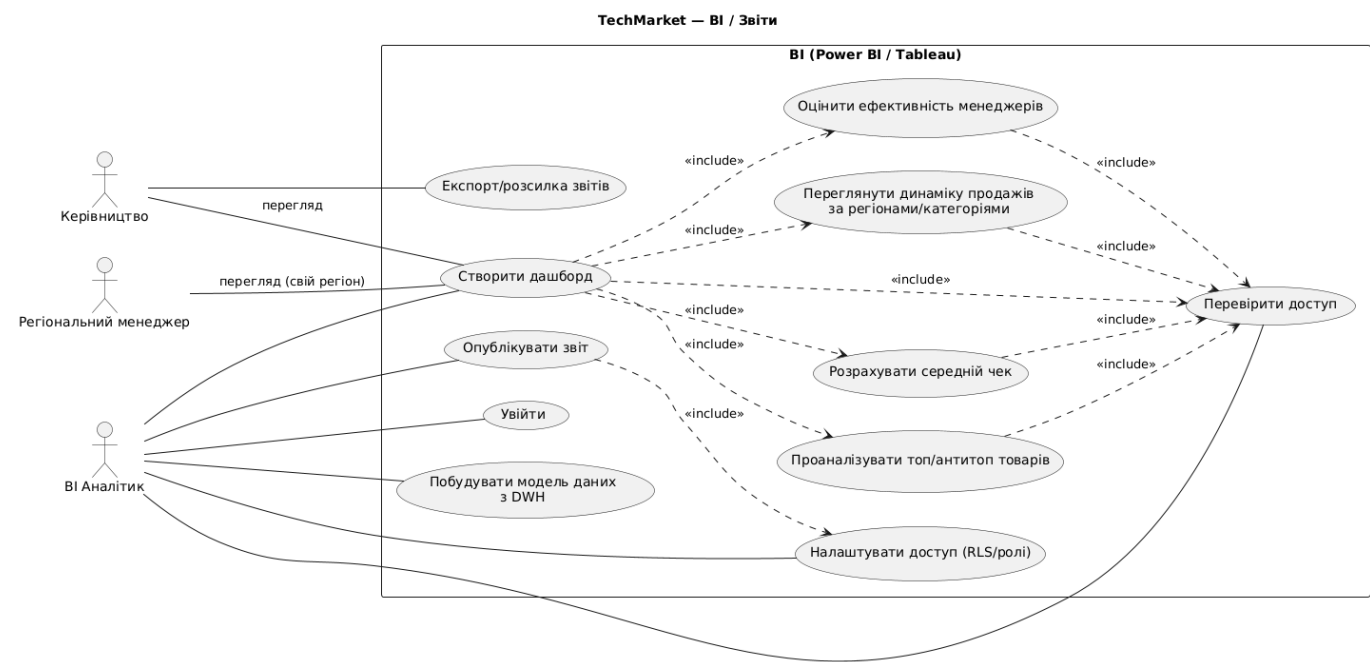 TechMarket — BI / Звіти
BI (Power BI / Tableau)
Оцінити ефективність менеджерів
«include»
«include»
Керівництво
Експорт/розсилка звітів
перегляд
Переглянути динаміку продажів
за регіонами/категоріями
«include»
«include»
Регіональний менеджер
перегляд (свій регіон)
Створити дашборд
«include»
Перевірити доступ
«include»
«include»
Опублікувати звіт
«include»
Розрахувати середній чек
«include»
Увійти
«include»
Проаналізувати топ/антитоп товарів
BI Аналітик
Побудувати модель даних
з DWH
Налаштувати доступ (RLS/ролі)